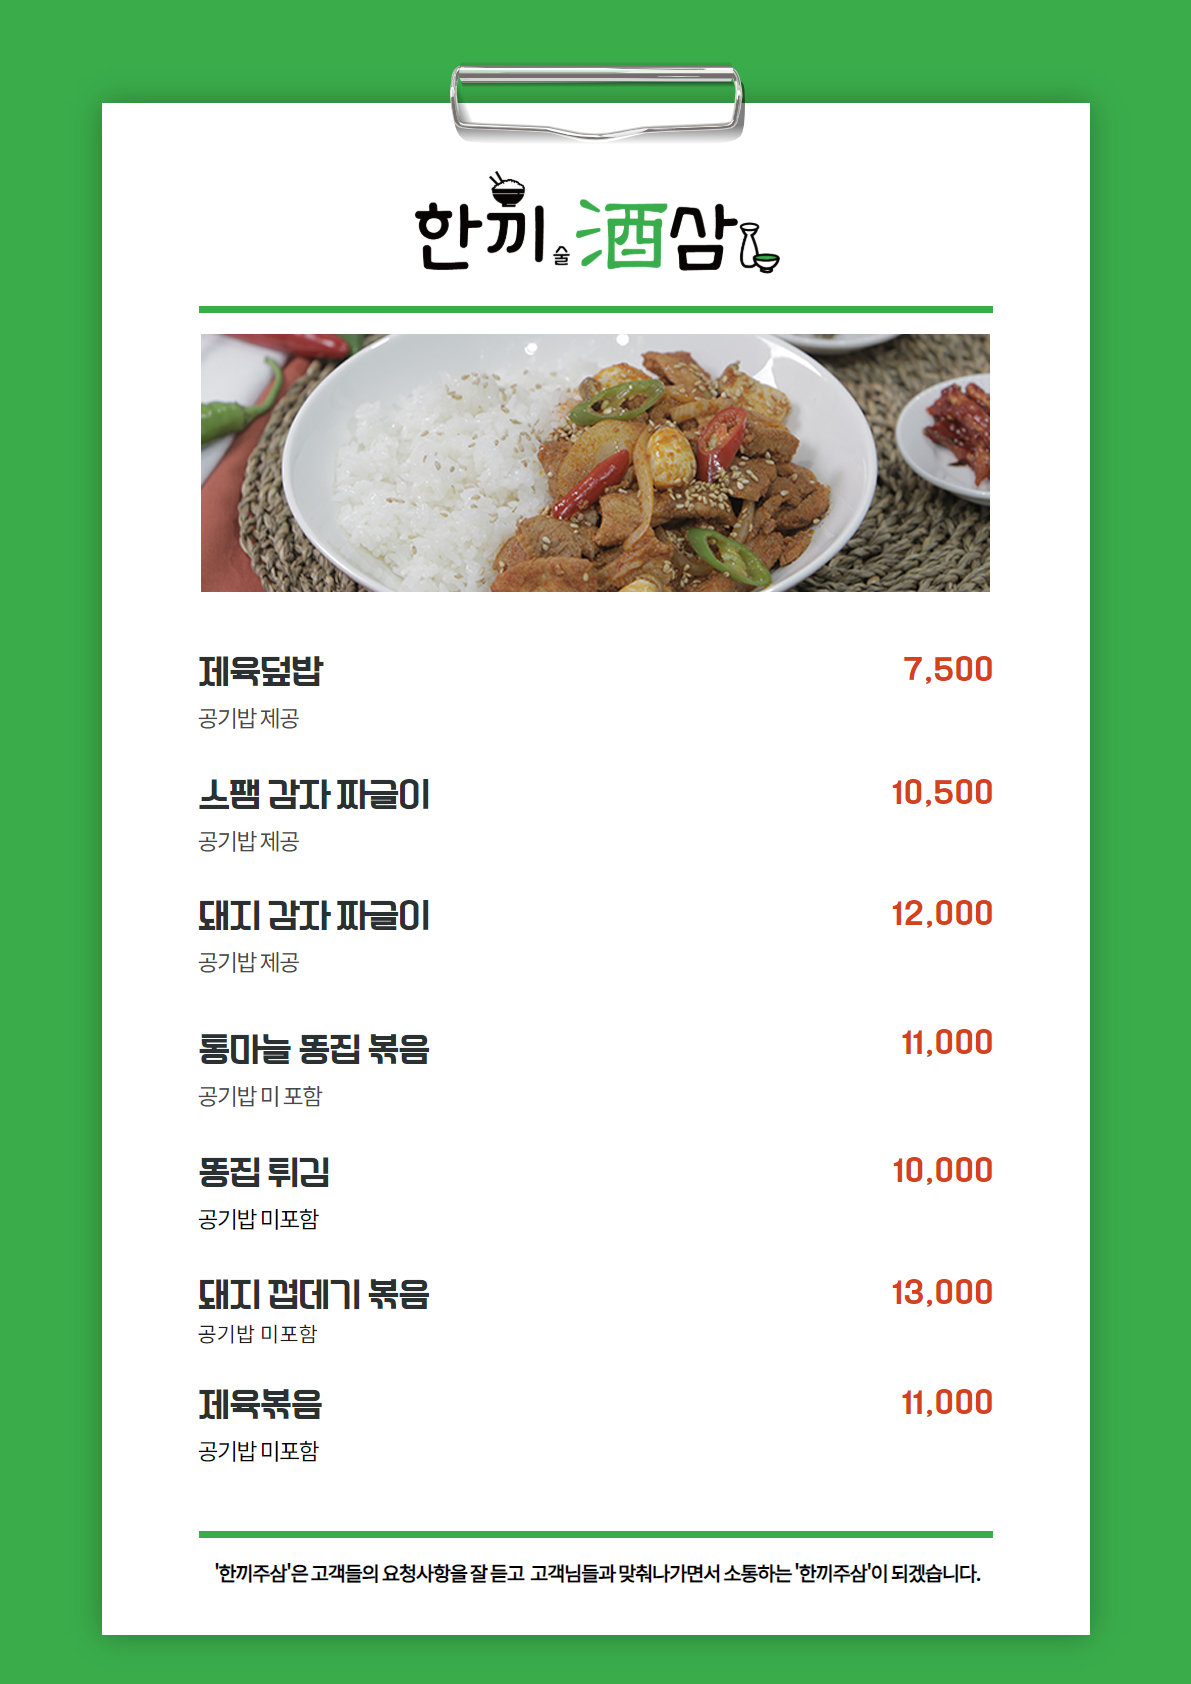 한끼 술 酒삼
제육덮밥 7,500
공기밥 제공
스팸 감자 짜글이 10,500
공기밥 제공
돼지 감자 짜글이 12,000
공기밥 제공
통마늘 똥집 볶음 11,000
공기밥 미 포함
똥집 튀김 10,000
공기밥 미포함
돼지 껍데기 볶음 13,000
공기밥 미포함
제육볶음 11,000
공기밥 미포함
'한끼주삼'은 고객들의 요청사항을 잘 듣고 고객님들과 맞춰나가면서 소통하는 '한끼주삼'이 되겠습니다.